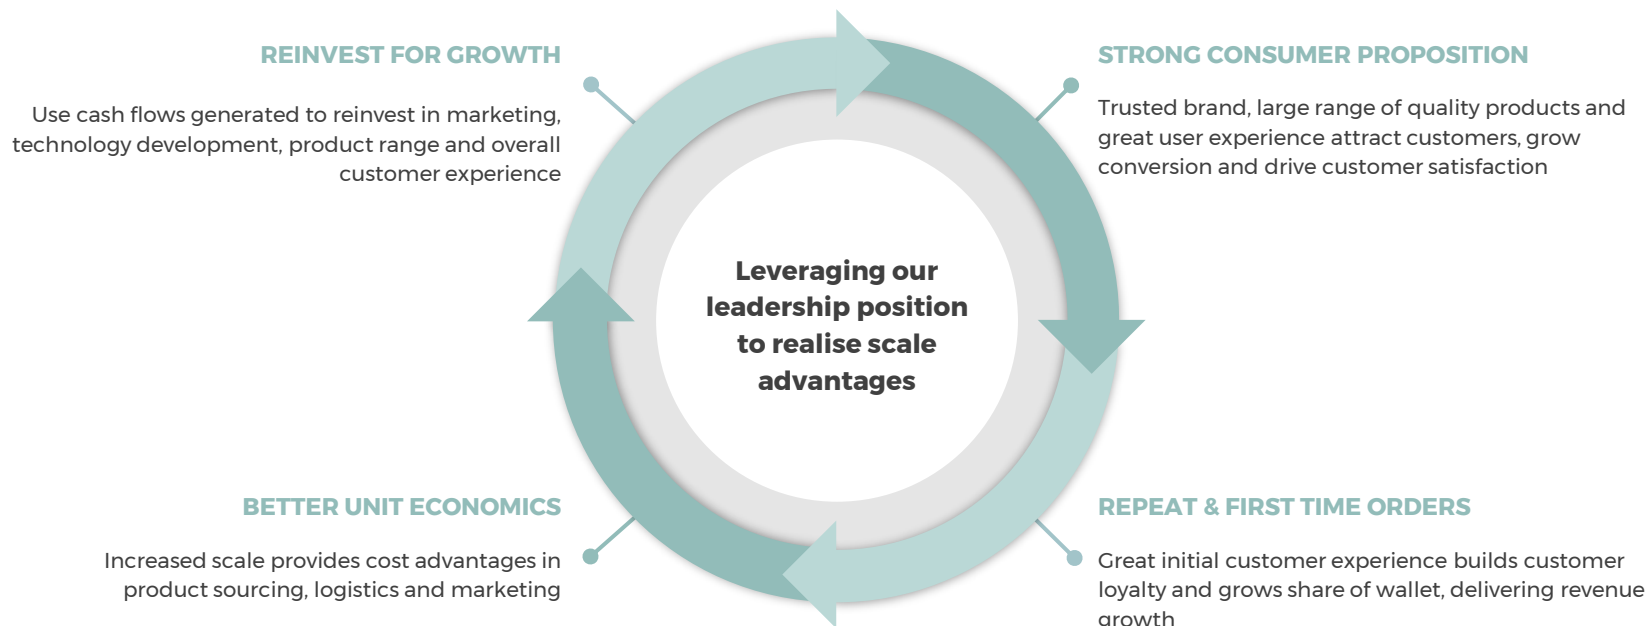 REINVEST FOR GROWTH
Use cash flows generated to reinvest in marketing,
technology development, product range and overall
customer experience
STRONG CONSUMER PROPOSITION
Trusted brand, large range of quality products and
great user experience attract customers, grow
conversion and drive customer satisfaction
Leveraging our
leadership position
to realise scale
advantages
BETTER UNIT ECONOMICS
Increased scale provides cost advantages in
product sourcing, logistics and marketing
REPEAT & FIRST TIME ORDERS
Great initial customer experience builds customer
loyalty and grows share of wallet, delivering revenue
growth